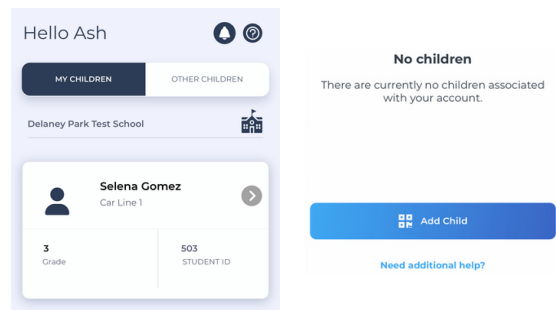 Hello Ash
MY CHILDREN
OTHER CHILDREN
Delaney Park Test School
Selena Gomez
Car Line 1
3
Grade
503
STUDENT ID
No children
There are currently no children associated
with your account.
Add Child
Need additional help?